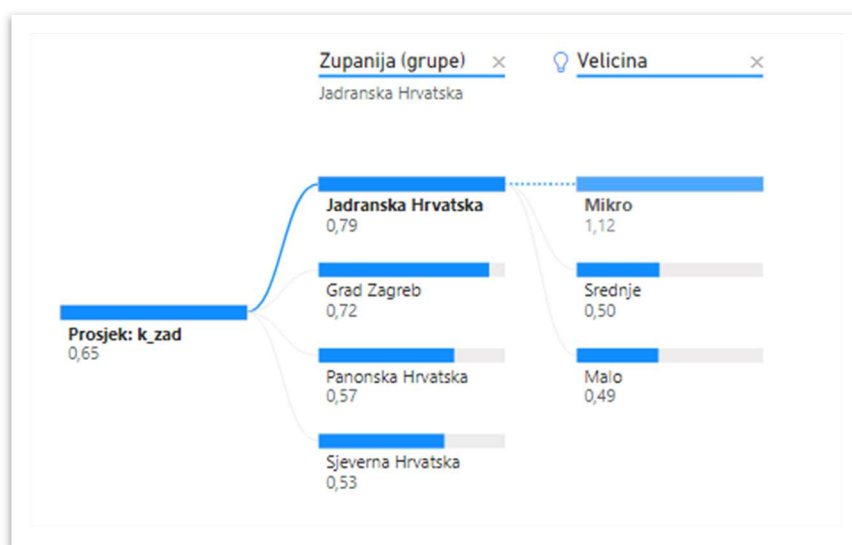 Zupanija (grupe)
Velicina
Jadranska Hrvatska
Jadranska Hrvatska
0,79
Mikro
1,12
Grad Zagreb
0,72
Srednje
0,50
Prosjek: k_zad
0,65
Panonska Hrvatska
0,57
Malo
0,49
Sjeverna Hrvatska
0,53